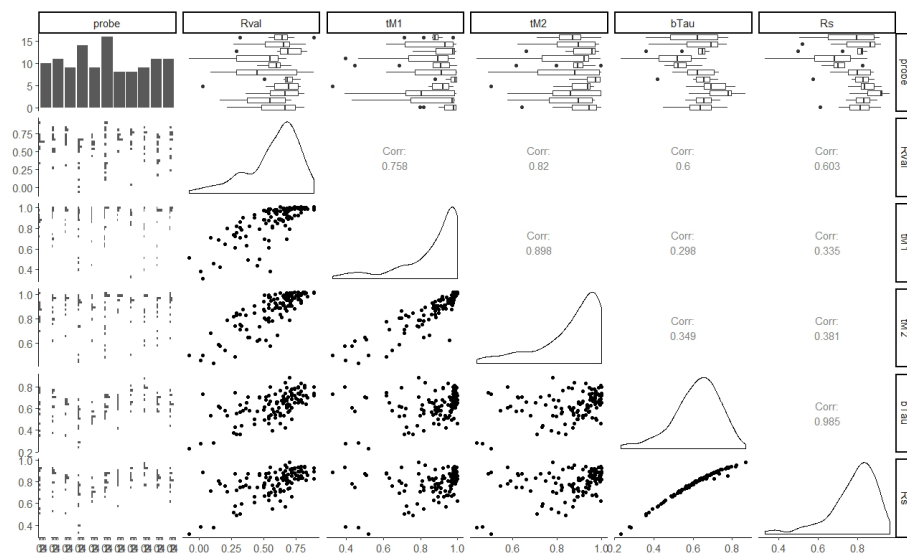 probe Rval tM1 tM2 bTau Rs
15
10
5
0
probe
0.75
0.50
0.25
0.00
Corr: 0.758
Corr: 0.82
Corr: 0.6
Corr: 0.603
Rval
1.0
0.8
0.6
0.4
Corr: 0.898
Corr: 0.298
Corr: 0.335
tM1
1.0
0.8
0.6
Corr: 0.349
Corr: 0.381
tM2
0.8
0.6
0.4
0.2
Corr: 0.985
bTau
1.0
0.8
0.6
0.4
Rs
0.00 0.25 0.50 0.75 0.4 0.6 0.8 1.0 0.6 0.8 1.0 0.2 0.4 0.6 0.8 0.4 0.6 0.8